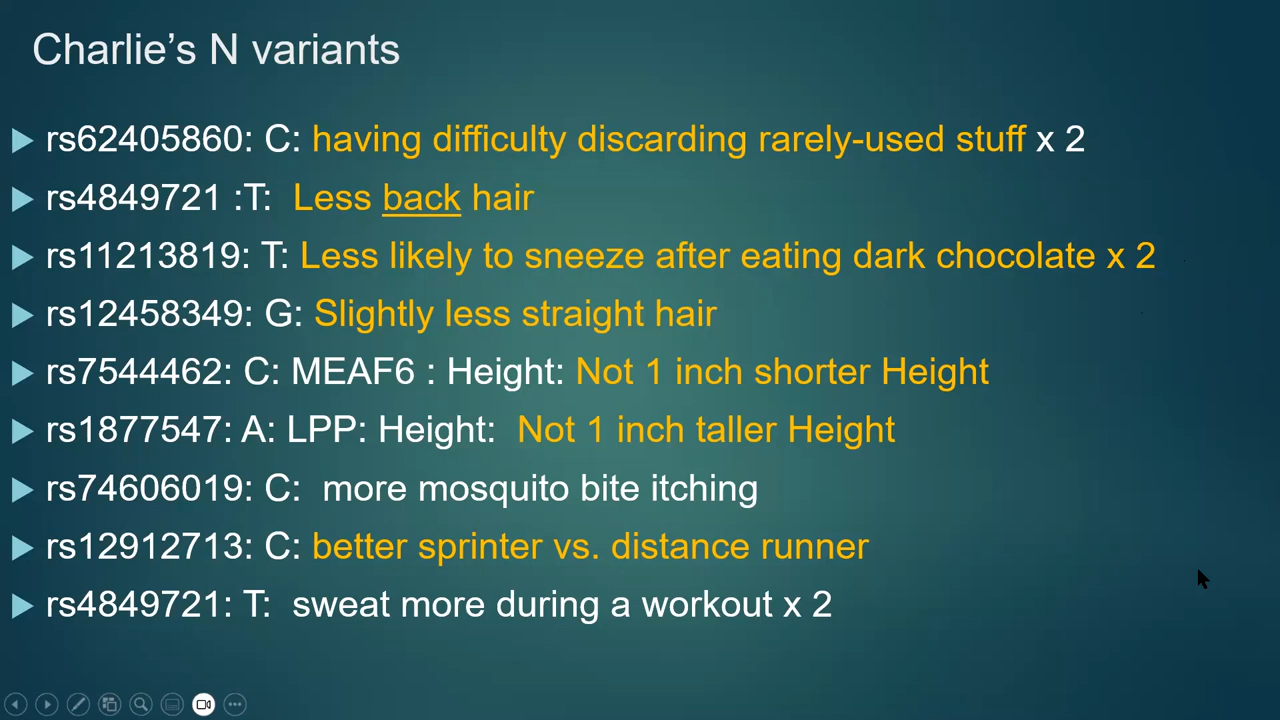 Charlie’s N variants
rs62405860: C: having difficulty discarding rarely-used stuff x 2
rs4849721 :T: Less back hair
rs11213819: T: Less likely to sneeze after eating dark chocolate x 2
rs12458349: G: Slightly less straight hair
rs7544462: C: MEAF6 : Height: Not 1 inch shorter Height
rs1877547: A: LPP: Height: Not 1 inch taller Height
rs74606019: C: more mosquito bite itching
rs12912713: C: better sprinter vs. distance runner
rs4849721: T: sweat more during a workout x 2